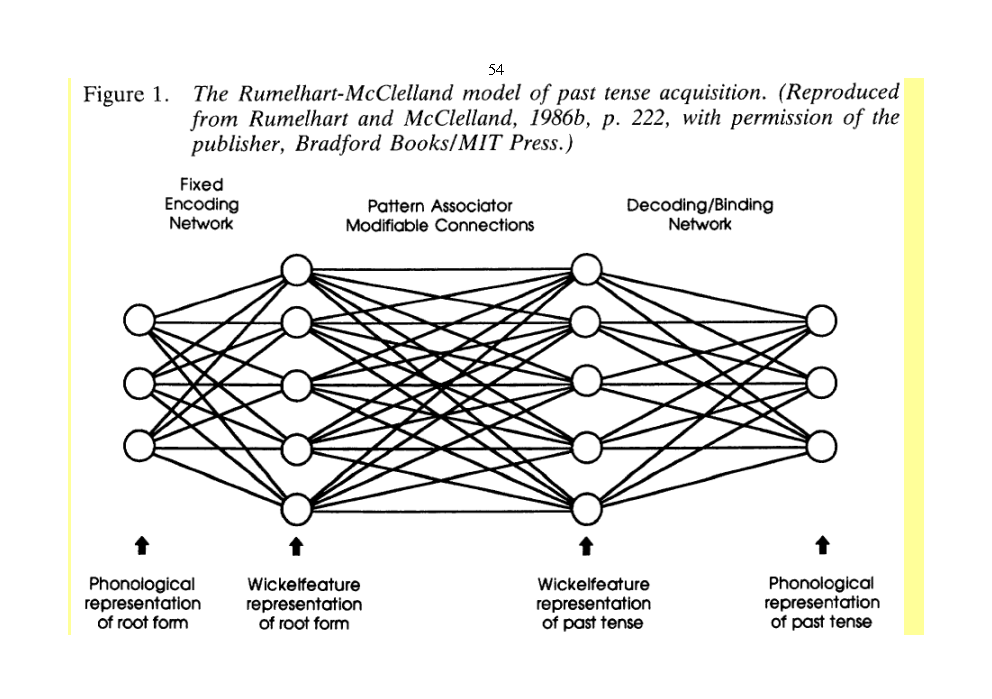 54
Figure 1. The Rumelhart-McClelland model of past tense acquisition. (Reproduced
from Rumelhart and McClelland, 1986b, p. 222, with permission of the
publisher, Bradford Books/MIT Press.)
Fixed
Encoding
Network
Pattern Associator
Modifiable Connections
Decoding/Binding
Network
Phonological
representation
of root form
Wickelfeature
representation
of root form
Wickelfeature
representation
of past tense
Phonological
representation
of past tense